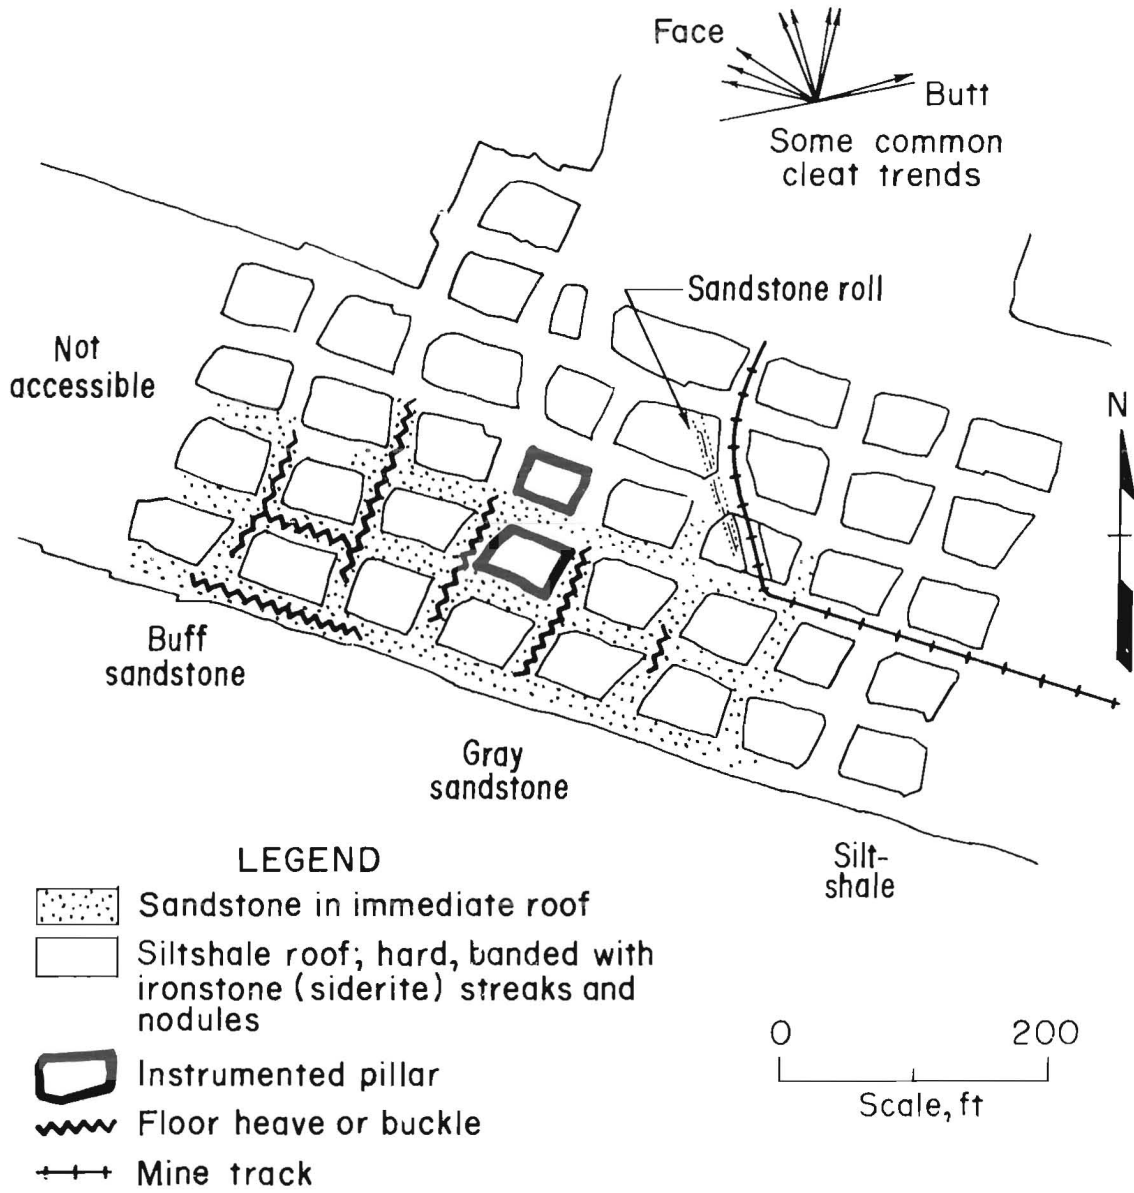 Face
Butt
Some common
cleat trends
Sandstone roll
Not
accessible
N
Buff
sandstone
Gray
sandstone
Silt-
shale
LEGEND
Sandstone in immediate roof
Siltshale roof; hard, banded with
ironstone (siderite) streaks and
nodules
Instrumented pillar
Floor heave or buckle
Mine track
0 200
Scale, ft